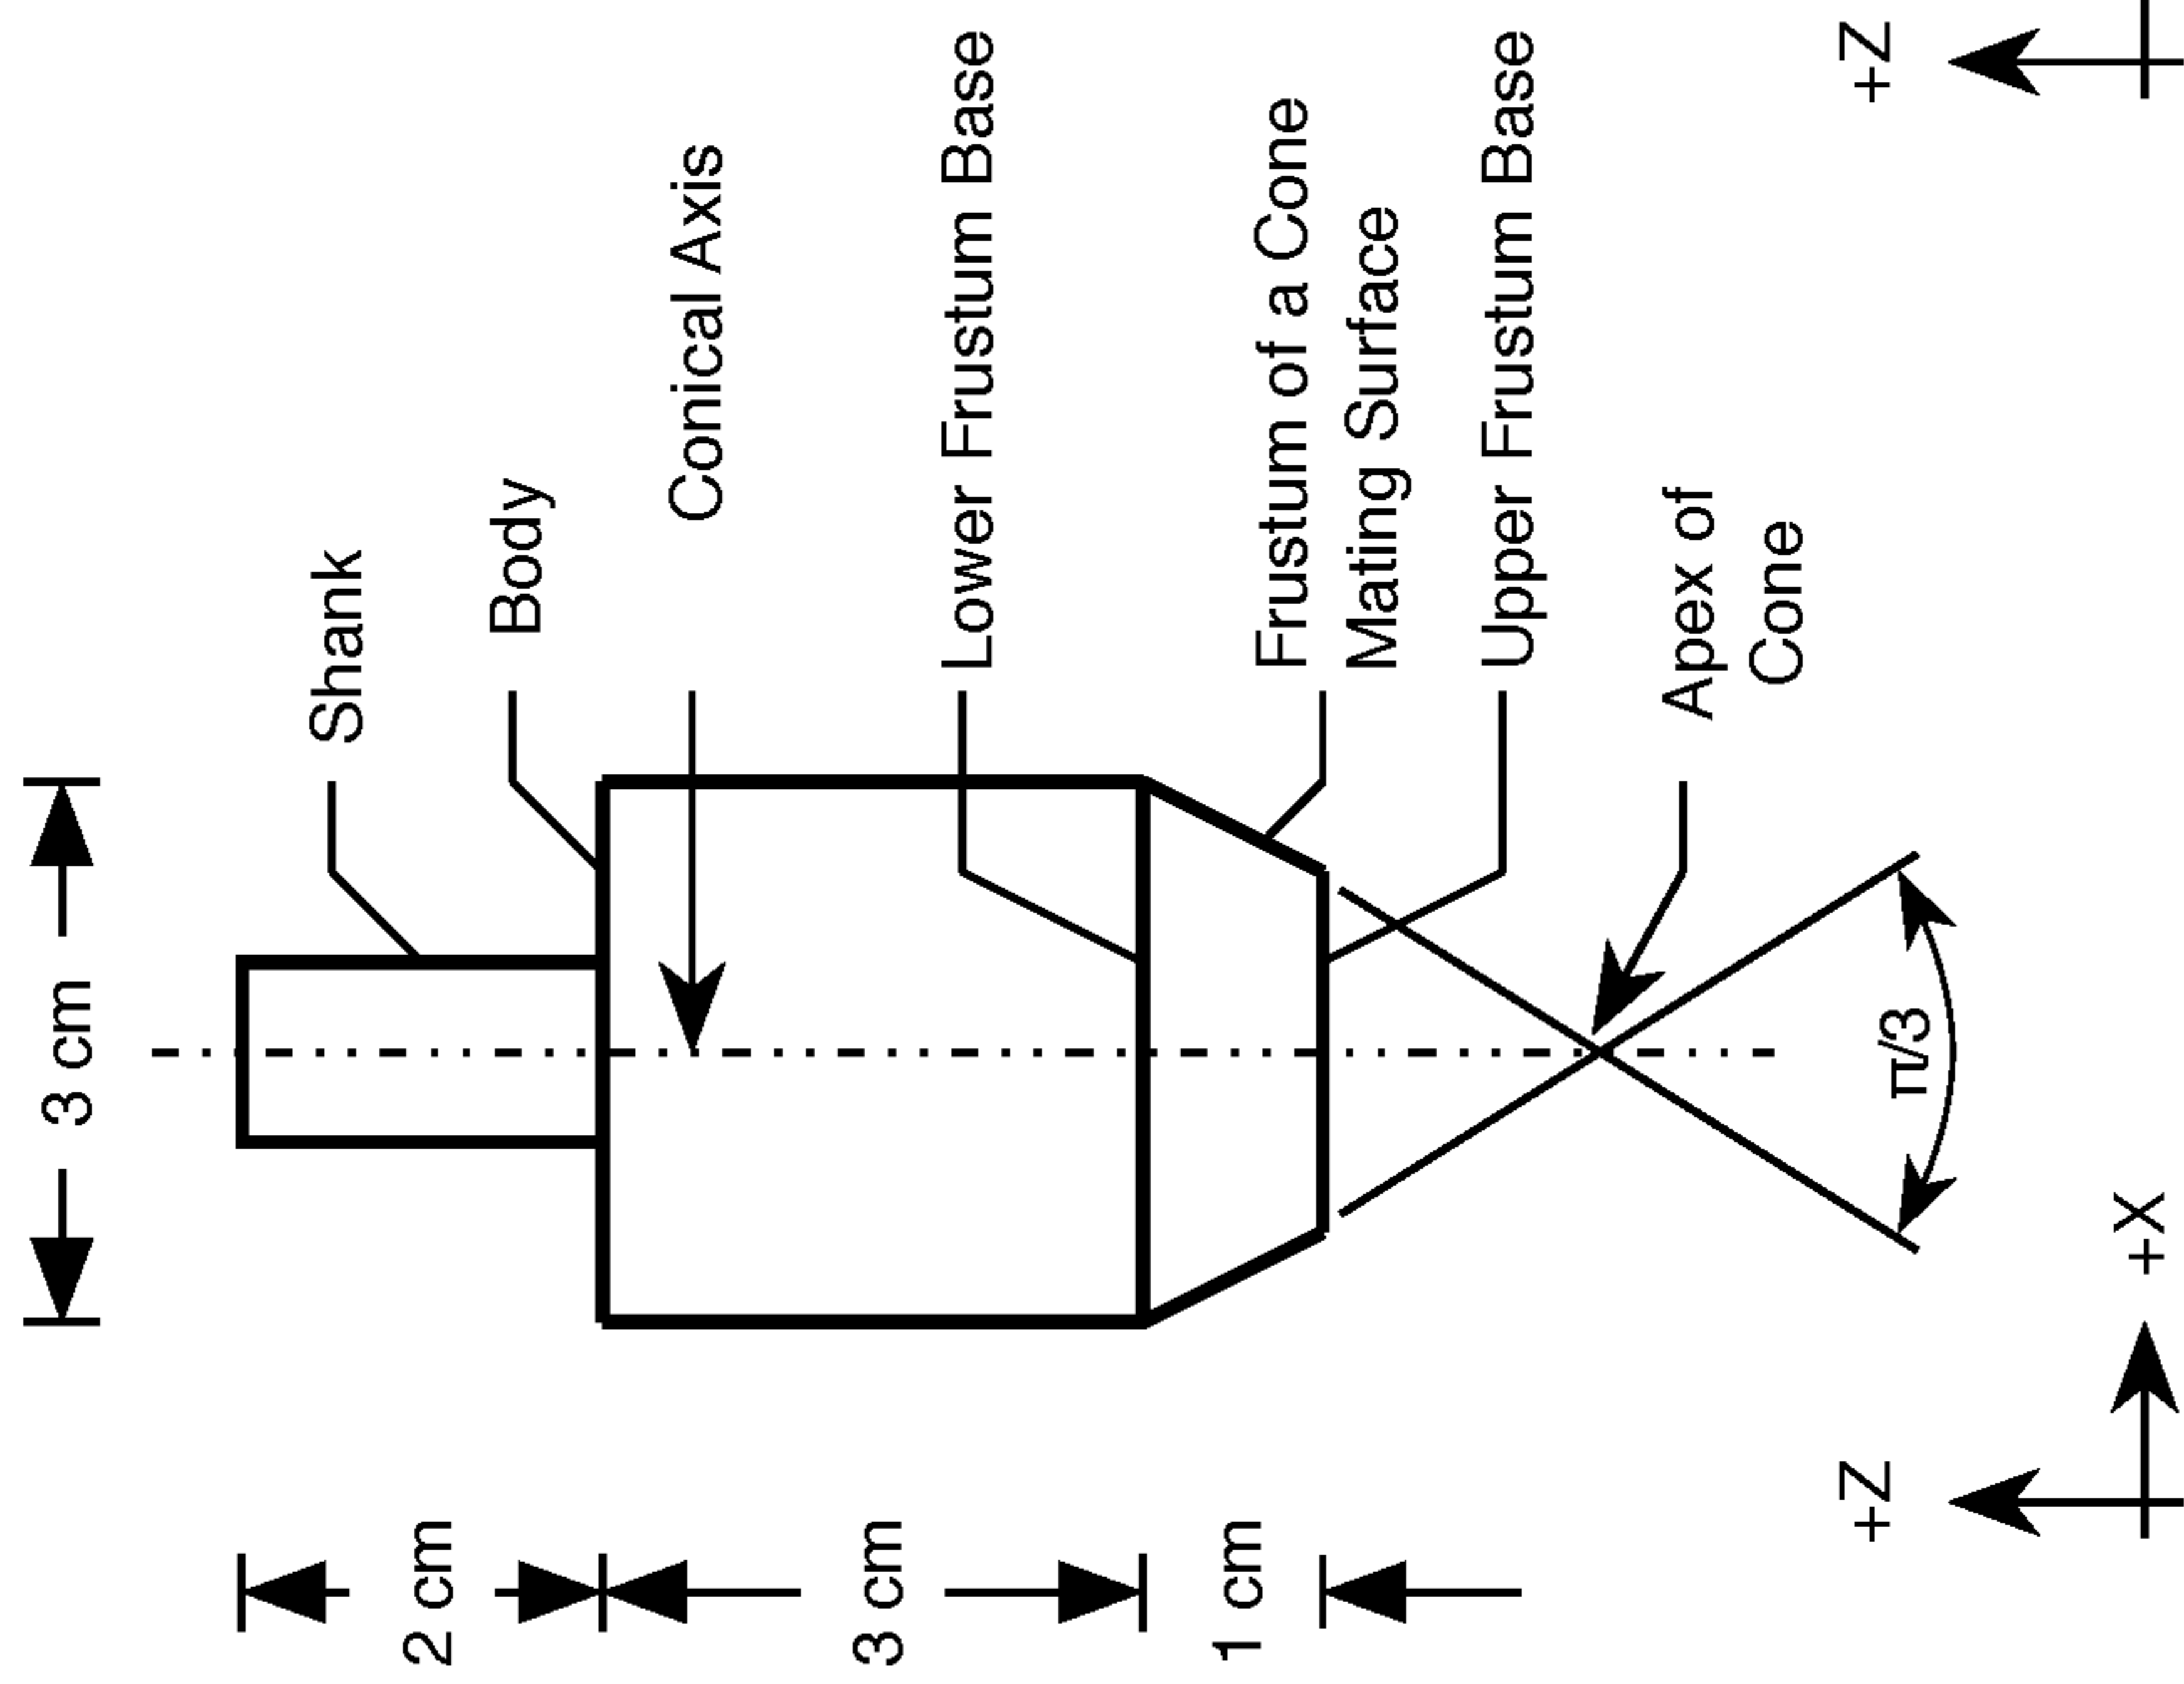 3 cm
Shank
Body
Conical Axis
Lower Frustum Base
Frustum of a Cone
Mating Surface
Upper Frustum Base
Apex of
Cone
π/3
2 cm
3 cm
1 cm
+Z
+X
+Z